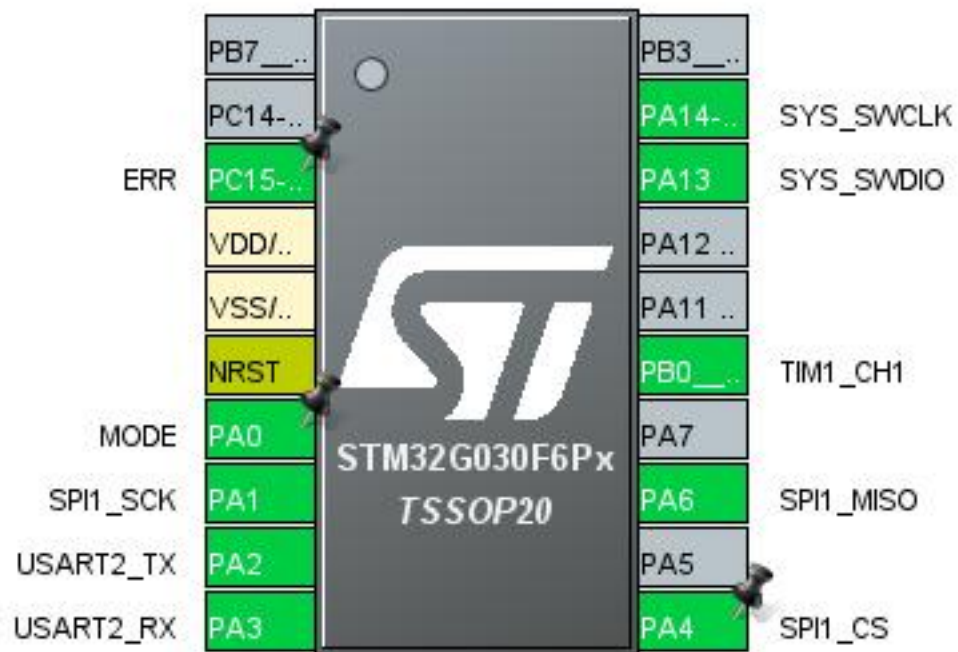 PB7__..
PB3__..
PC14-..
PA14-..
SYS_SWCLK
ERR
PC15-..
PA13
SYS_SWDIO
VDD/..
PA12 ..
VSS/..
PA11 ..
NRST
PB0__..
TIM1_CH1
MODE
PA0
STM32G030F6Px
PA7
SPI1_SCK
PA1
TSSOP20
PA6
SPI1_MISO
USART2_TX
PA2
PA5
USART2_RX
PA3
PA4
SPI1_CS